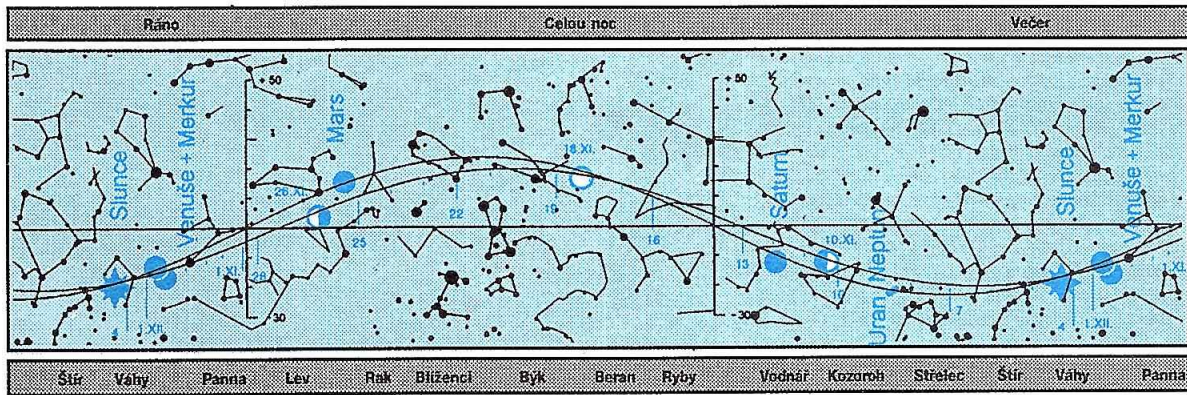 Ráno Celou noc Večer
+ 50
+ 50
Slunce
Venuše + Merkur
Mars
Saturn
Uran, Neptun
Slunce
Venuše + Merkur
18.XI.
26.XI.
22
19
16
25
28
1.XI.
13
10.XI.
10
7
4
1.XII.
4
1.XII.
1.XI.
-30
-30
Štír Váhy Panna Lev Rak Blíženci Býk Beran Ryby Vodnář Kozoroh Střelec Štír Váhy Panna